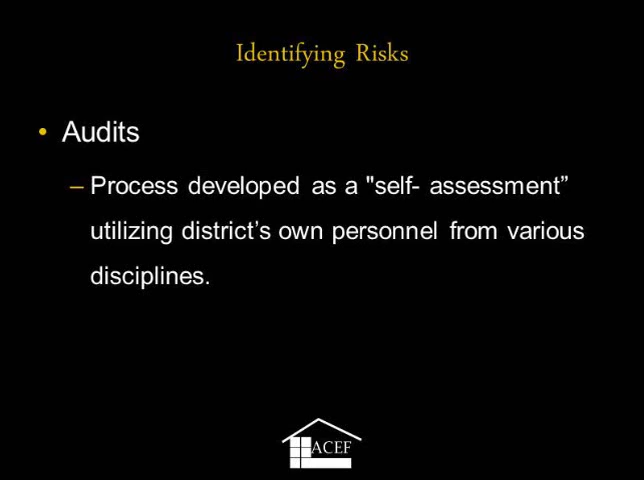 Identifying Risks
• Audits
– Process developed as a "self- assessment”
utilizing district’s own personnel from various
disciplines.
ACEF